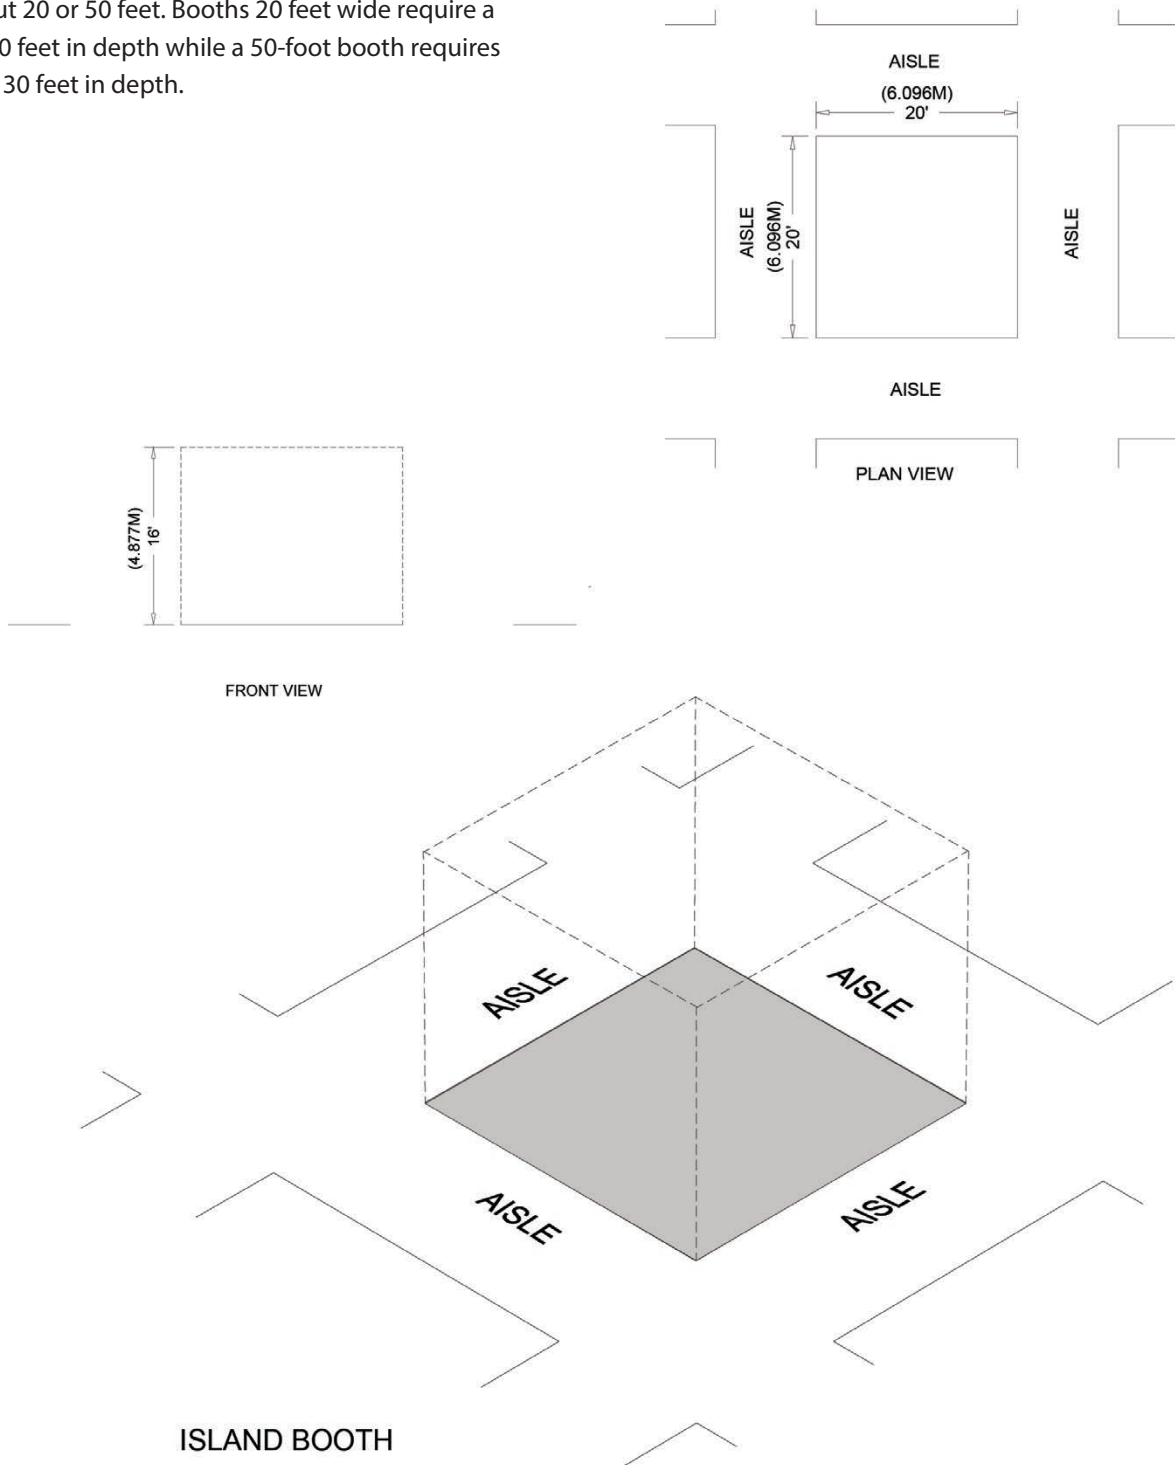 20 or 50 feet. Booths 20 feet wide require a
feet in depth while a 50-foot booth requires
30 feet in depth.
AISLE
(6.096M)
20'
AISLE
(6.096M)
20'
AISLE
AISLE
PLAN VIEW
(4.877M)
16'
FRONT VIEW
AISLE
AISLE
AISLE
AISLE
ISLAND BOOTH